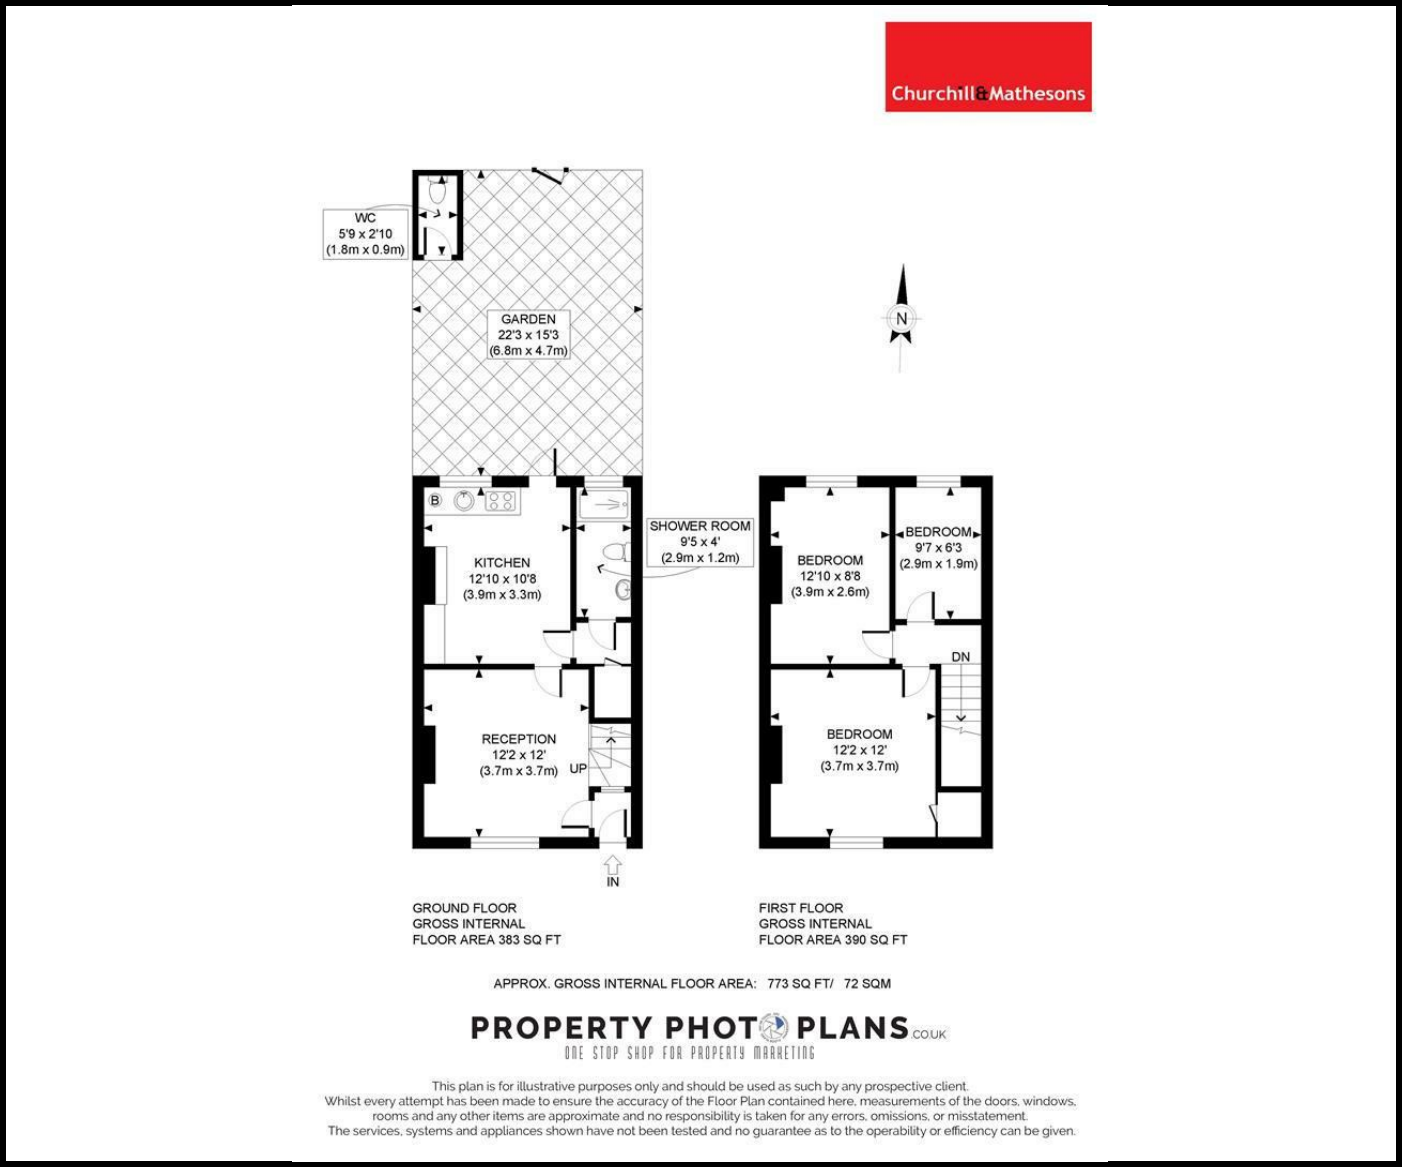 Churchill&Mathesons
WC
5'9 x 2'10
(1.8m x 0.9m)
GARDEN
22'3 x 15'3
(6.8m x 4.7m)
N
B
KITCHEN
12'10 x 10'8
(3.9m x 3.3m)
SHOWER ROOM
9'5 x 4'
(2.9m x 1.2m)
BEDROOM
12'10 x 8'8
(3.9m x 2.6m)
BEDROOM
9'7 x 6'3
(2.9m x 1.9m)
DN
RECEPTION
12'2 x 12'
(3.7m x 3.7m)
UP
BEDROOM
12'2 x 12'
(3.7m x 3.7m)
IN
GROUND FLOOR
GROSS INTERNAL
FLOOR AREA 383 SQ FT
FIRST FLOOR
GROSS INTERNAL
FLOOR AREA 390 SQ FT
APPROX. GROSS INTERNAL FLOOR AREA: 773 SQ FT/ 72 SQM
PROPERTY PHOTO PLANS.CO.UK
ONE STOP SHOP FOR PROPERTY MARKETING
This plan is for illustrative purposes only and should be used as such by any prospective client.
Whilst every attempt has been made to ensure the accuracy of the Floor Plan contained here, measurements of the doors, windows,
rooms and any other items are approximate and no responsibility is taken for any errors, omissions, or misstatement.
The services, systems and appliances shown have not been tested and no guarantee as to the operability or efficiency can be given.